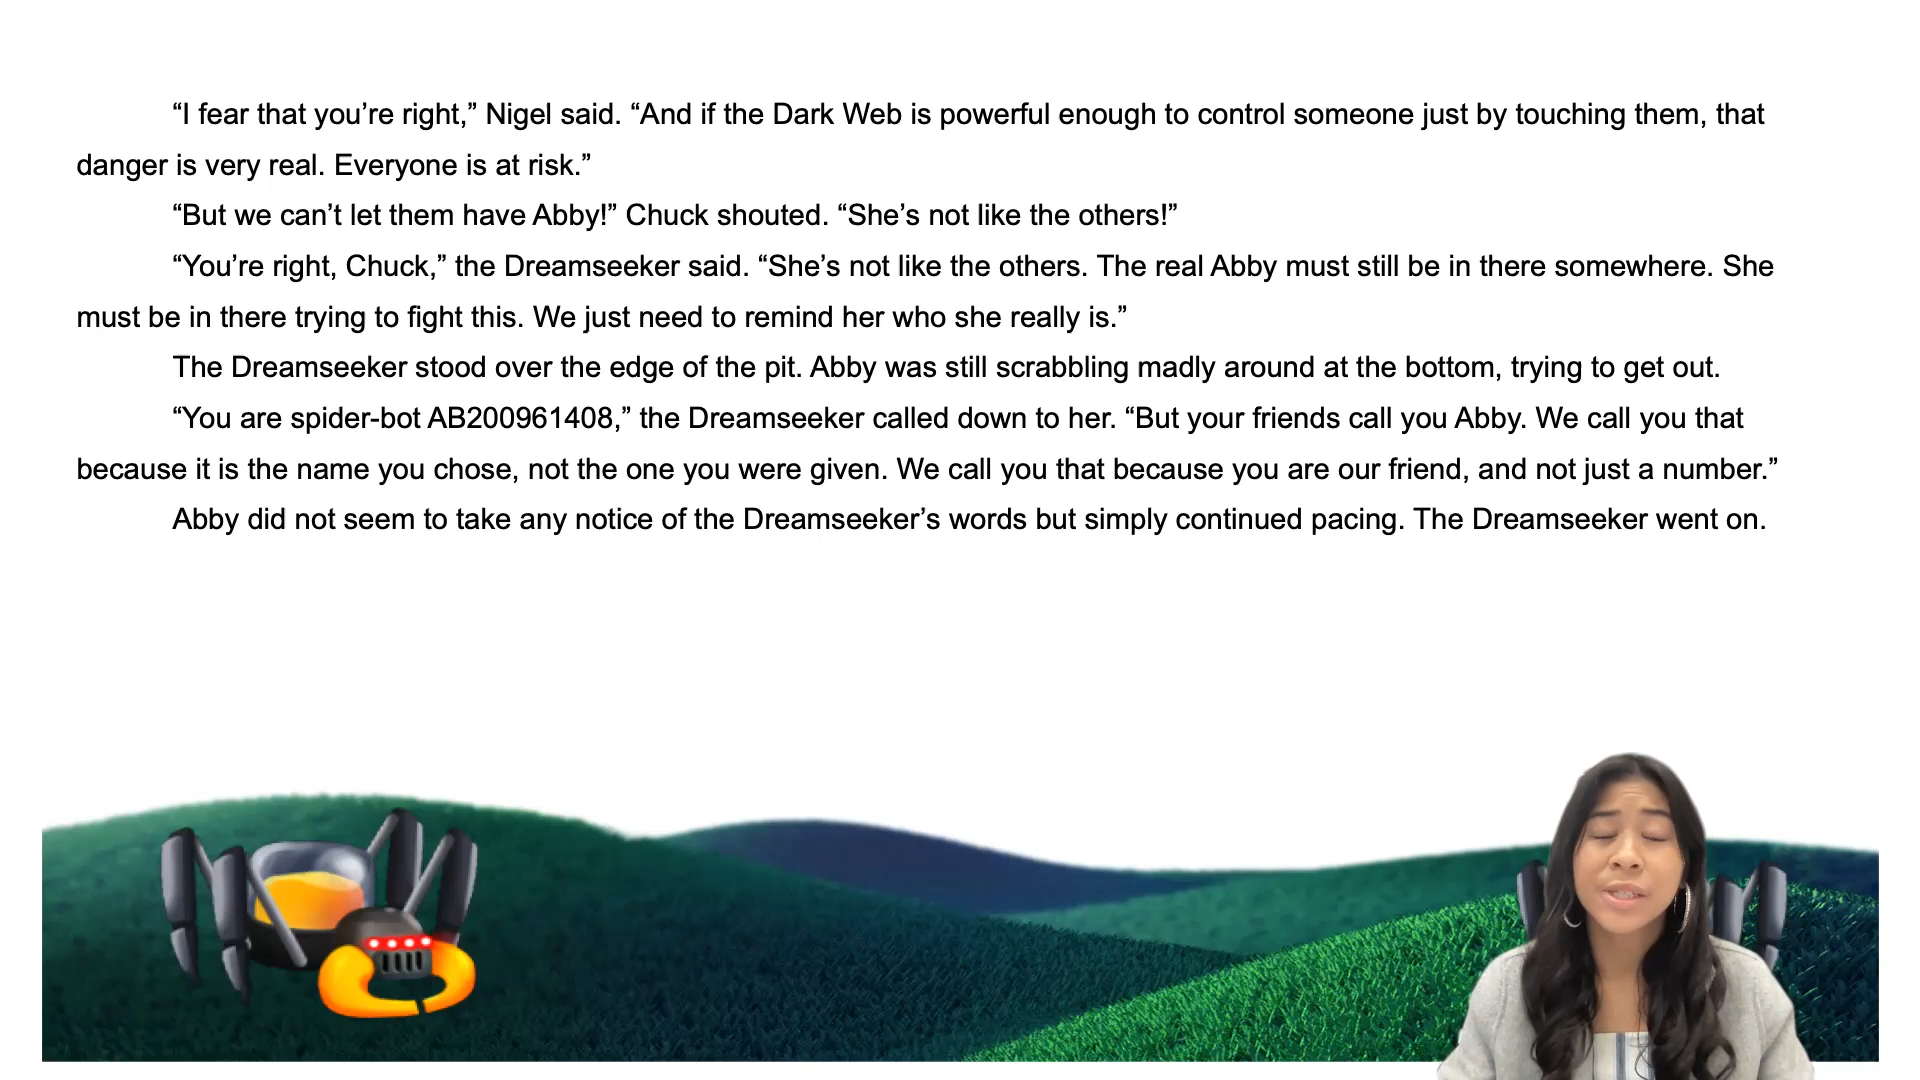 “I fear that you’re right,” Nigel said. “And if the Dark Web is powerful enough to control someone just by touching them, that
danger is very real. Everyone is at risk.”
“But we can’t let them have Abby!” Chuck shouted. “She’s not like the others!”
“You’re right, Chuck,” the Dreamseeker said. “She’s not like the others. The real Abby must still be in there somewhere. She
must be in there trying to fight this. We just need to remind her who she really is.”
The Dreamseeker stood over the edge of the pit. Abby was still scrabbling madly around at the bottom, trying to get out.
“You are spider-bot AB200961408,” the Dreamseeker called down to her. “But your friends call you Abby. We call you that
because it is the name you chose, not the one you were given. We call you that because you are our friend, and not just a number.”
Abby did not seem to take any notice of the Dreamseeker’s words but simply continued pacing. The Dreamseeker went on.